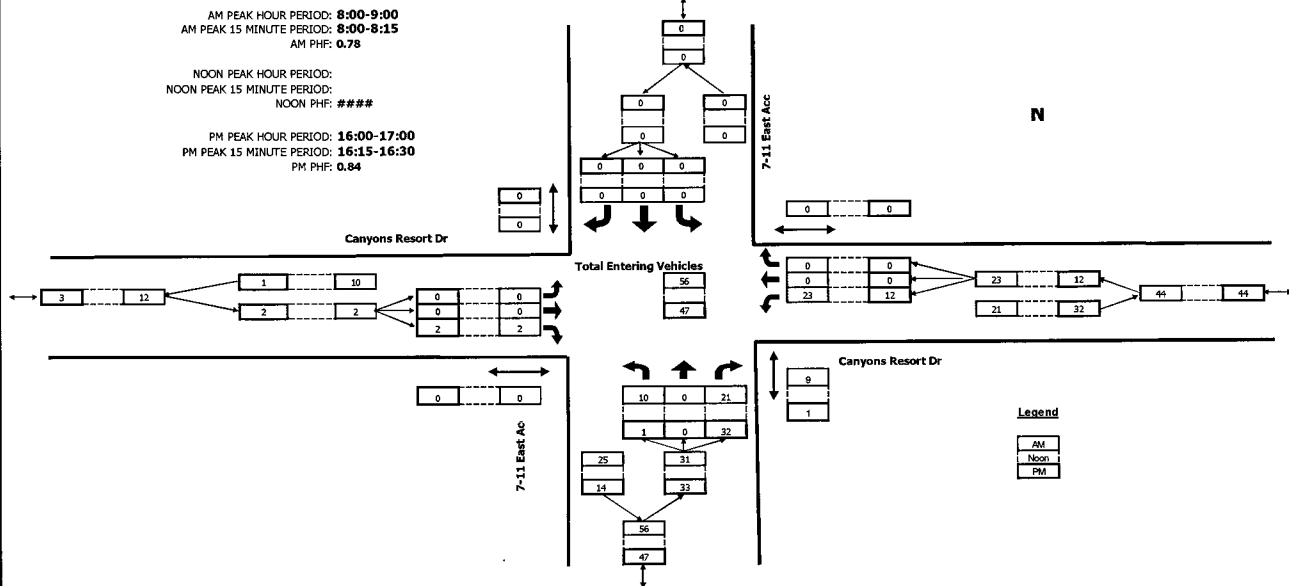 AM PEAK HOUR PERIOD: 8:00-9:00
AM PEAK 15 MINUTE PERIOD: 8:00-8:15
AM PHF: 0.78
NOON PEAK HOUR PERIOD:
NOON PEAK 15 MINUTE PERIOD:
NOON PHF: ####
PM PEAK HOUR PERIOD: 16:00-17:00
PM PEAK 15 MINUTE PERIOD: 16:15-16:30
PM PHF: 0.84
0
0
0 0
0 0
0 0 0
0 0 0
7-11 East Acc
N
0
0
0 0
Canyons Resort Dr
Total Entering Vehicles
56
47
3 12
1 10
2 2
0 0
0 0
2 2
0 0
0 0
23 12
23 12
21 32
44 44
Canyons Resort Dr
0 0
7-11 East Ac
10 0 21
1 0 32
9
1
25 31
14 33
56
47
Legend
AM
Noon
PM